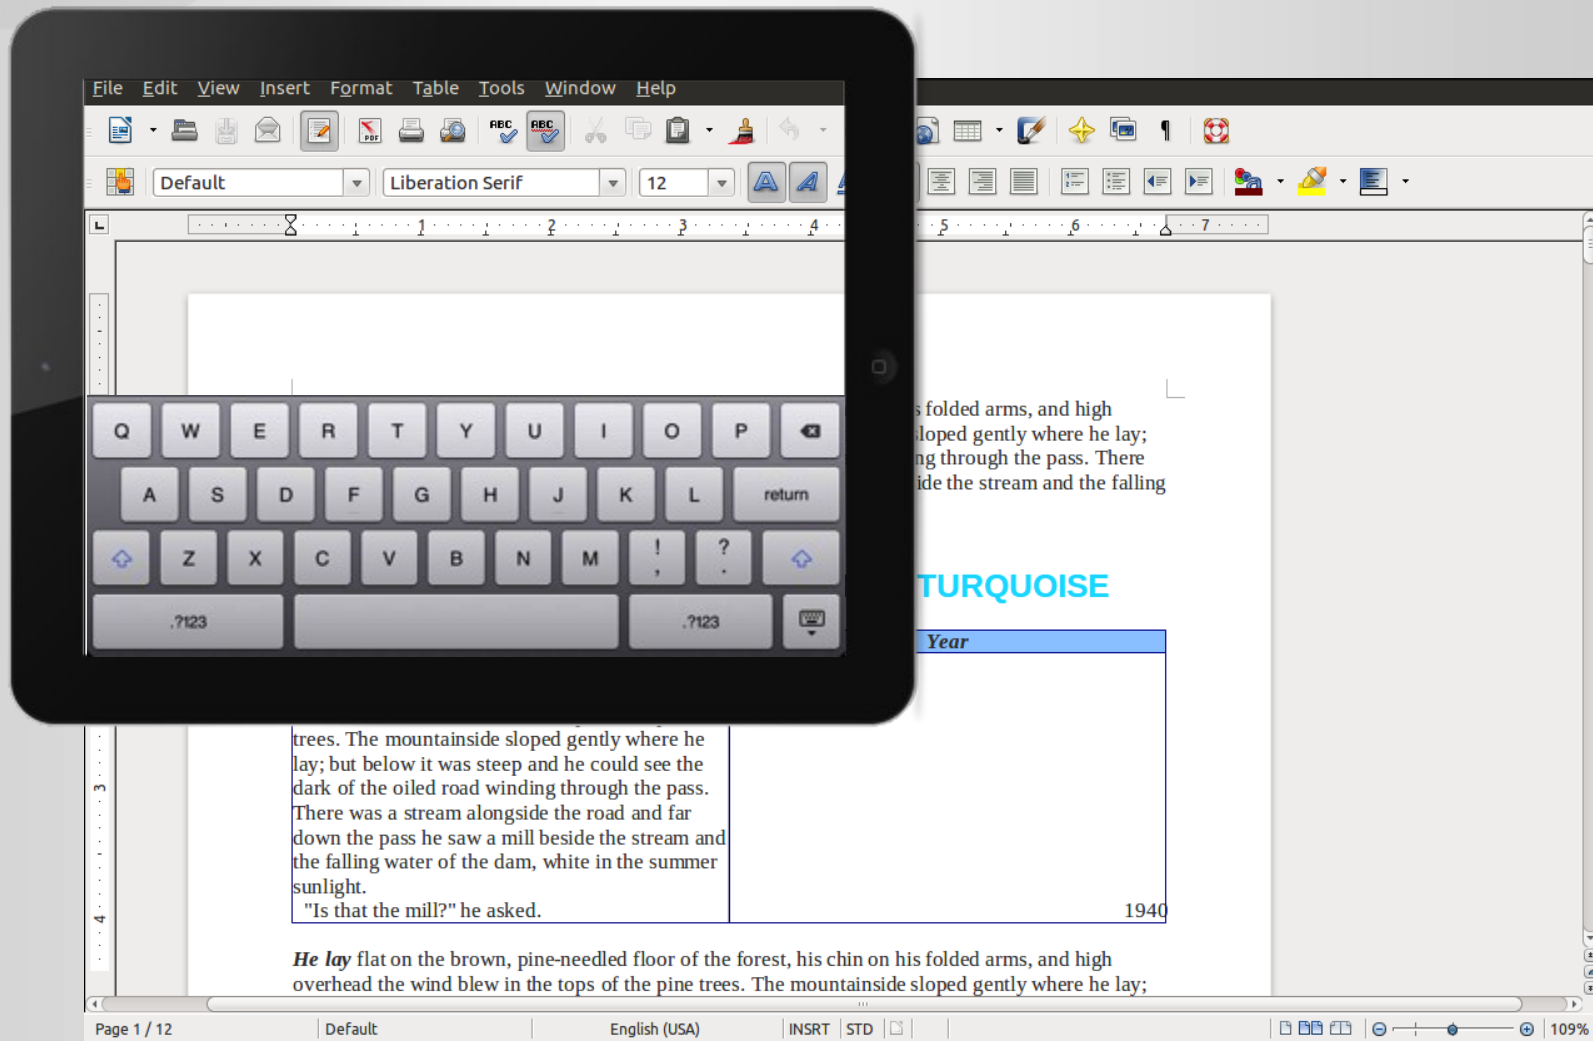 File Edit View Insert Format Table Tools Window Help
PDF ABC ABC
Default Liberation Serif 12
1 2 3 4 5 6 7
s folded arms, and high
sloped gently where he lay;
ng through the pass. There
ide the stream and the falling
Q W E R T Y U I O P
A S D F G H J K L return
Z X C V B N M ! , ? .
.?123 .?123
TURQUOISE
Year
trees. The mountainside sloped gently where he
lay; but below it was steep and he could see the
dark of the oiled road winding through the pass.
There was a stream alongside the road and far
down the pass he saw a mill beside the stream and
the falling water of the dam, white in the summer
sunlight.
"Is that the mill?" he asked.
1940
3
4
He lay flat on the brown, pine-needled floor of the forest, his chin on his folded arms, and high
overhead the wind blew in the tops of the pine trees. The mountainside sloped gently where he lay;
Page 1 / 12 Default English (USA) INSRT STD 109%